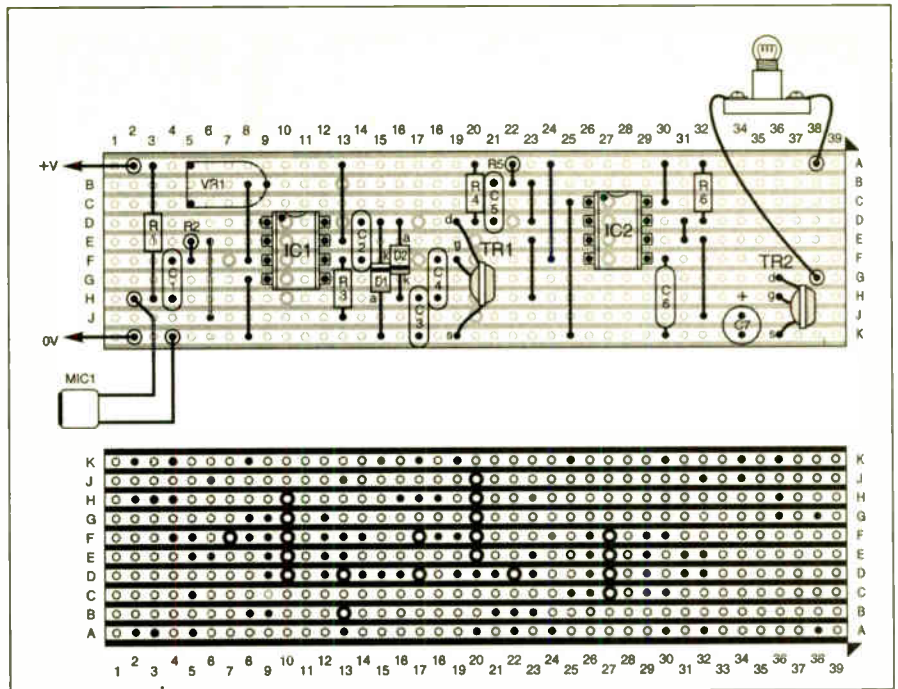 1 2 3 4 5 6 7 8 9 10 11 12 13 14 15 16 17 18 19 20 21 22 23 24 25 26 27 28 29 30 31 32 34 35 36 37 38 39
+V
A
R5
A
B
VR1
R4
C5
R6
B
C
C
D
R1
R2
IC1
C2
a
d
IC2
D
E
k
D2
g
TR1
E
F
C1
F
G
R3
D1
k
C4
C6
TR2
d
G
H
a
C3
+
g
H
J
C7
J
0V
s
s
K
MIC1
K K
J J
H H
G G
F F
E E
D D
C C
B B
A A
1 2 3 4 5 6 7 8 9 10 11 12 13 14 15 16 17 18 19 20 21 22 23 24 25 26 27 28 29 30 31 32 34 35 36 37 38 39